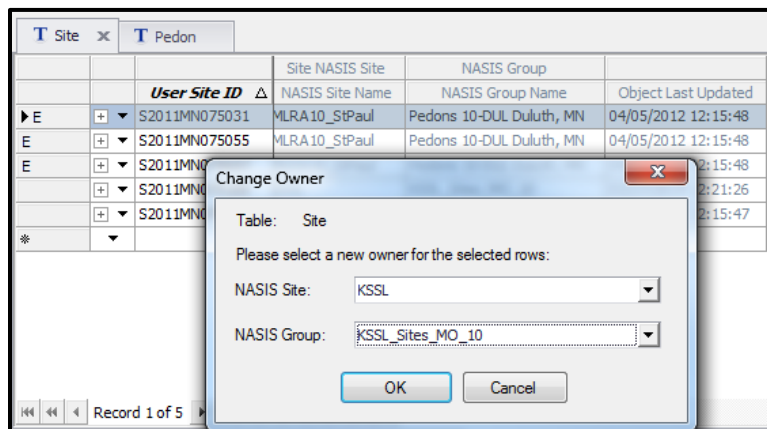 T Site x T Pedon
Site NASIS Site NASIS Group
User Site ID NASIS Site Name NASIS Group Name Object Last Updated
E S2011MN075031 MLRA10_StPaul Pedons 10-DUL Duluth, MN 04/05/2012 12:15:48
E S2011MN075055 MLRA10_StPaul Pedons 10-DUL Duluth, MN 04/05/2012 12:15:48
E S2011MN0 2:15:48
S2011MN0 2:21:26
S2011MN0 2:15:47
Change Owner
Table: Site
Please select a new owner for the selected rows:
NASIS Site: KSSL
NASIS Group: KSSL_Sites_MO_10
OK Cancel
Record 1 of 5